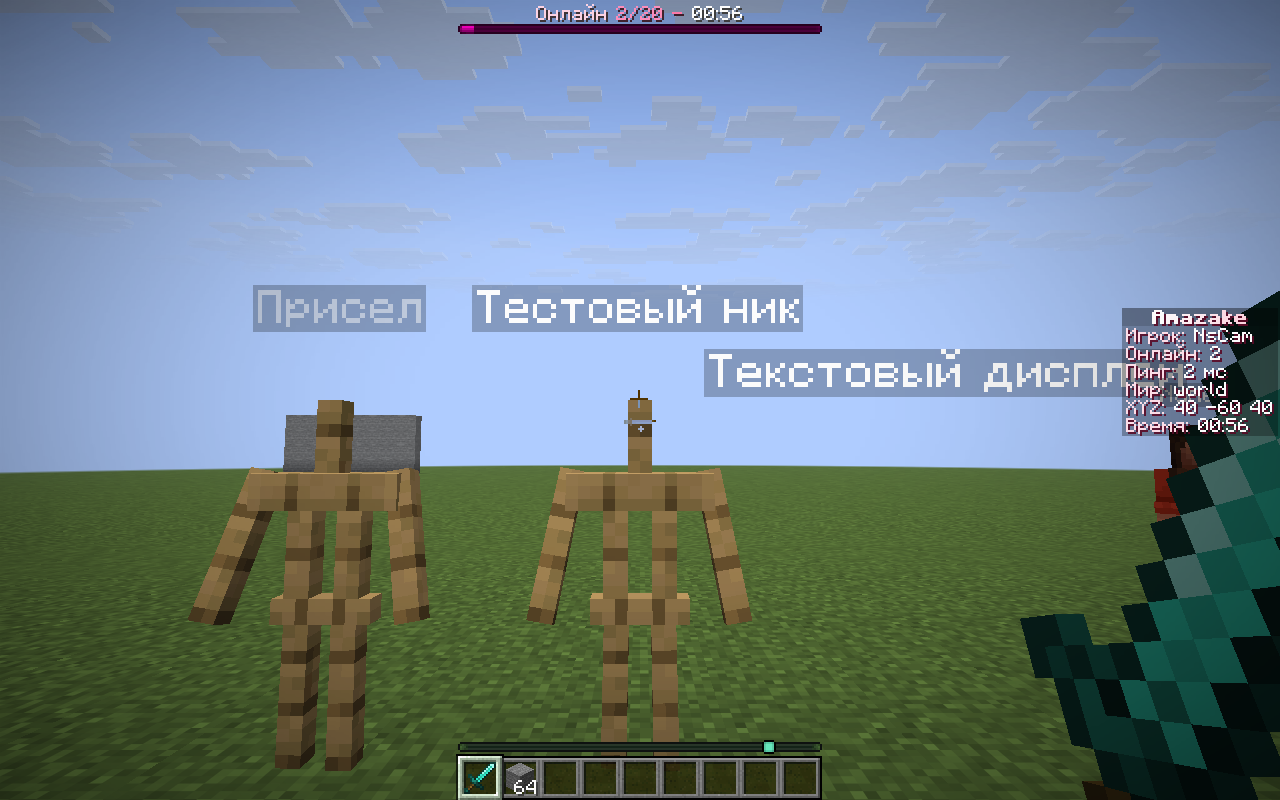 Онлайн 2/20 - 00:56
Присел
Тестовый ник
Текстовый
Amazake
Игрок: NsCam
Онлайн: 2
Пинг: 2 мс
Мир: world
XYZ: 40 -60 40
Время: 00:56
64